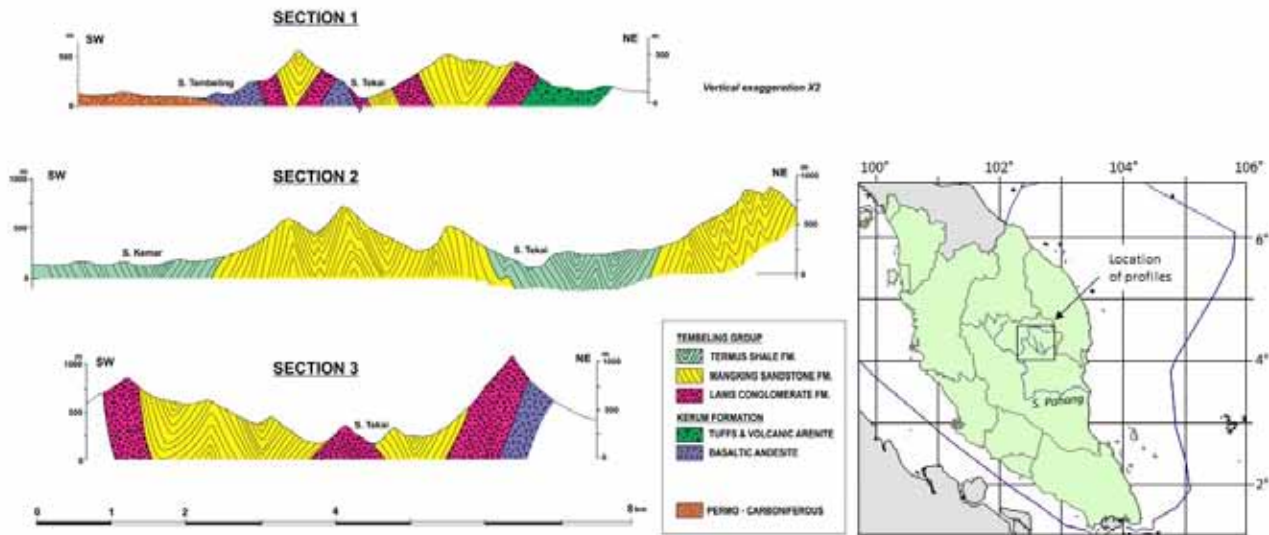 SECTION 1
m
SW
NE
m
500
500
S. Tembeling
S. Tekai
0
0
Vertical exaggeration X2
SECTION 2
m
SW
NE
m
1000
1000
500
500
S. Kemar
S. Tekai
0
0
SECTION 3
m
SW
NE
m
1000
1000
500
500
S. Tekai
0
0
0 2 4 8 km
TEMBELING GROUP
TERMUS SHALE FM.
MANGKING SANDSTONE FM.
LANIS CONGLOMERATE FM.
KERUM FORMATION
TUFFS & VOLCANIC ARENITE
BASALTIC ANDESITE
PERMO - CARBONIFEROUS
100° 102° 104° 106°
6°
Location
of profiles
4°
S. Pahang
2°